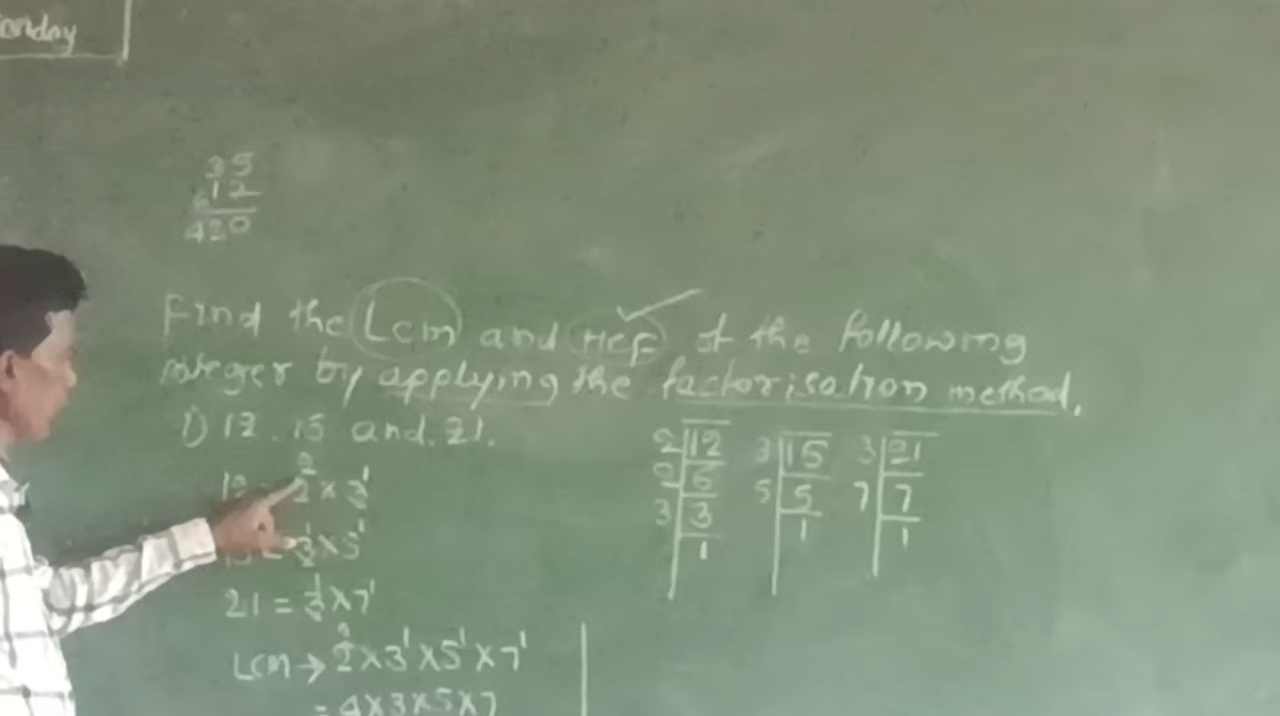 onday
35
12
420
Find the Lcm and HCF of the following
nteger by applying the factorisation method.
1) 12, 15 and. 21.
12 2² × 3¹
15 = 3¹ × 5¹
21 = 3¹ × 7¹
LCM → 2² × 3¹ × 5¹ × 7¹
= 4×3×5×7
2 12
2 6
3 3
1
3 15
5 5
1
3 21
7 7
1